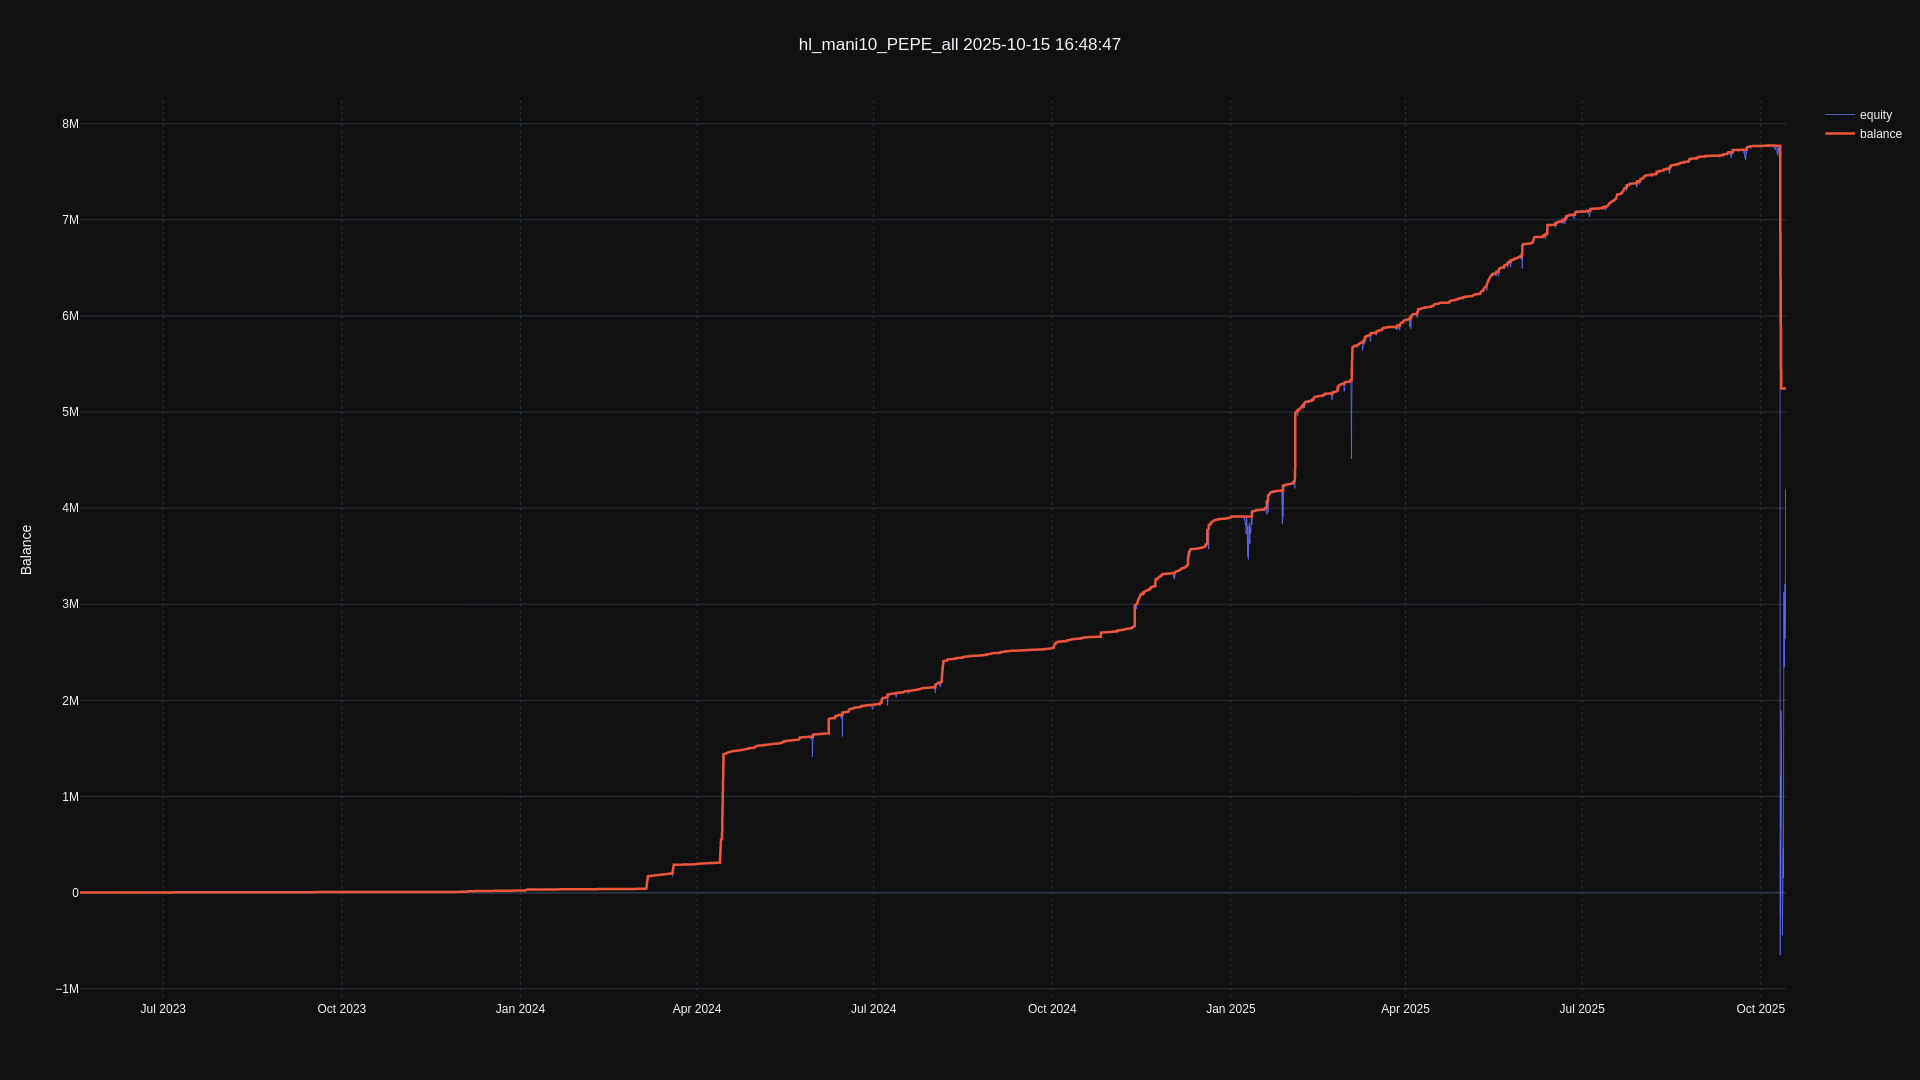 hl_mani10_PEPE_all 2025-10-15 16:48:47
equity
balance
8M
7M
6M
5M
4M
3M
2M
1M
0
−1M
Balance
Jul 2023
Oct 2023
Jan 2024
Apr 2024
Jul 2024
Oct 2024
Jan 2025
Apr 2025
Jul 2025
Oct 2025